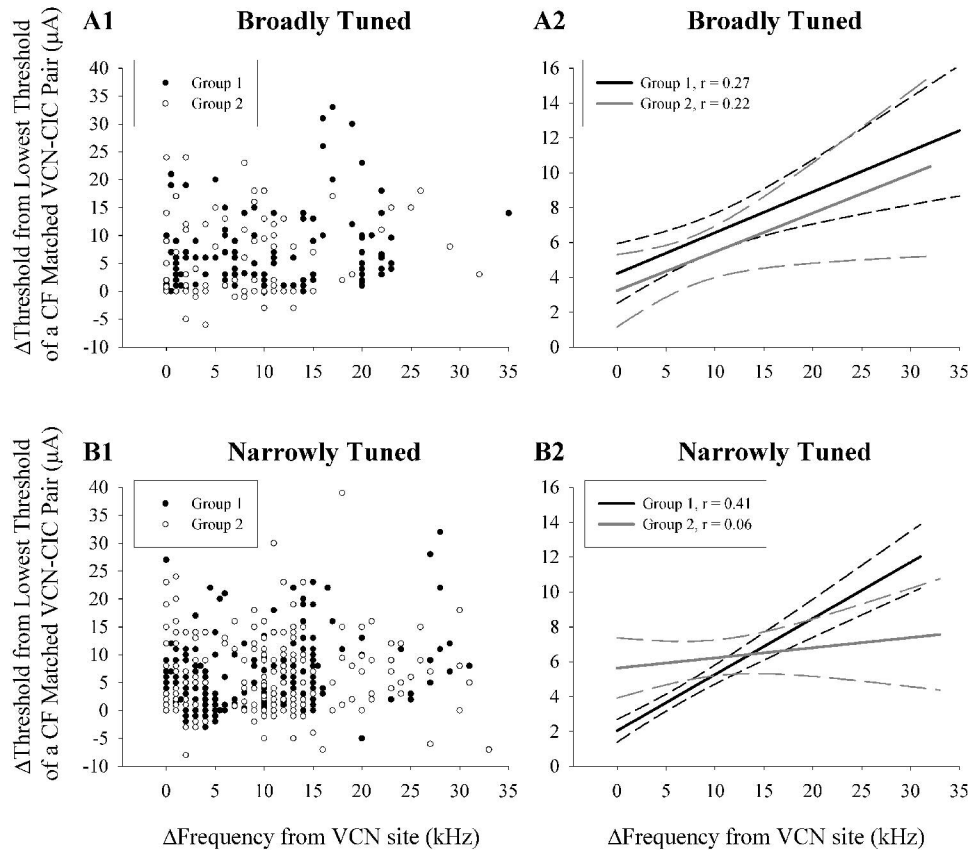 A1
Broadly Tuned
A2
Broadly Tuned
ΔThreshold from Lowest Threshold
of a CF Matched VCN-CIC Pair (μA)
40
35
30
25
20
15
10
5
0
-5
-10
Group 1
Group 2
0 5 10 15 20 25 30 35
16
14
12
10
8
6
4
2
0
Group 1, r = 0.27
Group 2, r = 0.22
0 5 10 15 20 25 30 35
B1
Narrowly Tuned
B2
Narrowly Tuned
ΔThreshold from Lowest Threshold
of a CF Matched VCN-CIC Pair (μA)
40
35
30
25
20
15
10
5
0
-5
-10
Group 1
Group 2
0 5 10 15 20 25 30 35
ΔFrequency from VCN site (kHz)
16
14
12
10
8
6
4
2
0
Group 1, r = 0.41
Group 2, r = 0.06
0 5 10 15 20 25 30 35
ΔFrequency from VCN site (kHz)